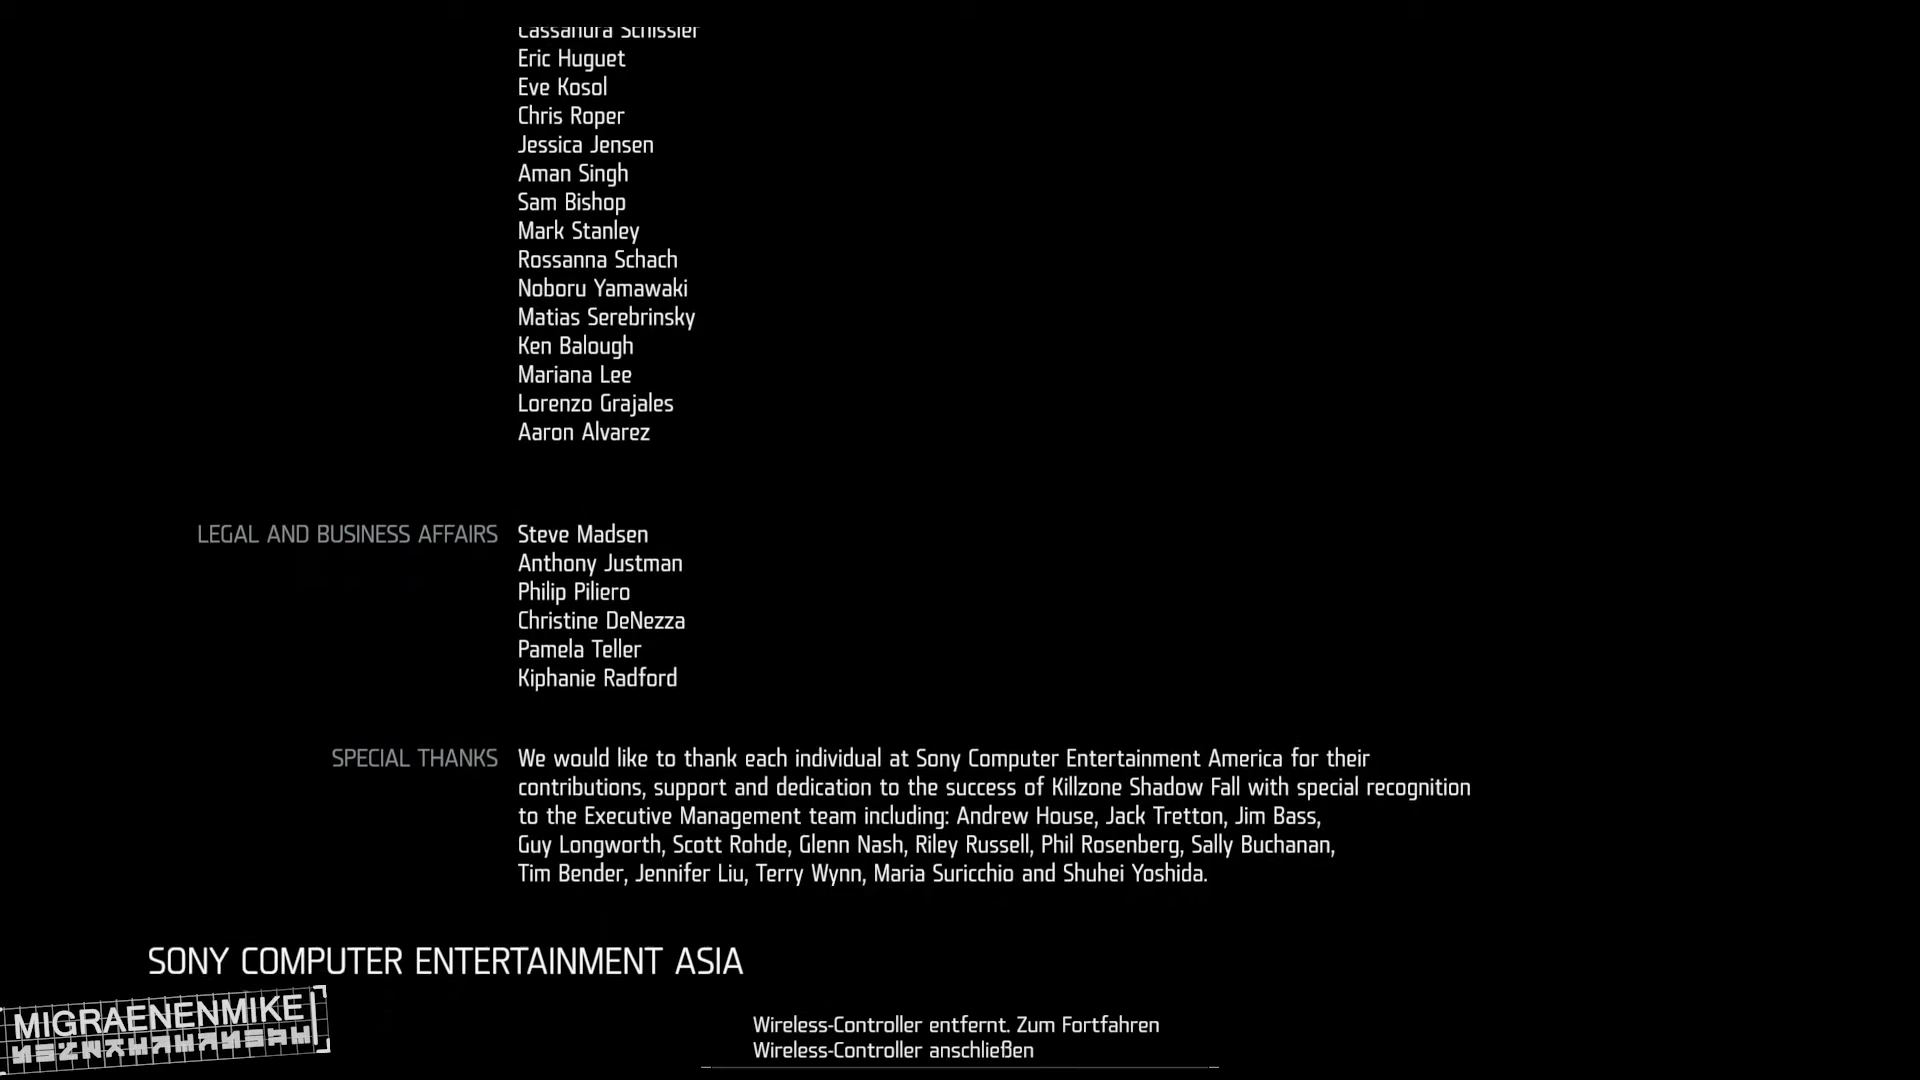 Cassandra Schissler
Eric Huguet
Eve Kosol
Chris Roper
Jessica Jensen
Aman Singh
Sam Bishop
Mark Stanley
Rossanna Schach
Noboru Yamawaki
Matias Serebrinsky
Ken Balough
Mariana Lee
Lorenzo Grajales
Aaron Alvarez
LEGAL AND BUSINESS AFFAIRS Steve Madsen
Anthony Justman
Philip Piliero
Christine DeNezza
Pamela Teller
Kiphanie Radford
SPECIAL THANKS We would like to thank each individual at Sony Computer Entertainment America for their
contributions, support and dedication to the success of Killzone Shadow Fall with special recognition
to the Executive Management team including: Andrew House, Jack Tretton, Jim Bass,
Guy Longworth, Scott Rohde, Glenn Nash, Riley Russell, Phil Rosenberg, Sally Buchanan,
Tim Bender, Jennifer Liu, Terry Wynn, Maria Suricchio and Shuhei Yoshida.
SONY COMPUTER ENTERTAINMENT ASIA
MIGRAENENMIKE
Wireless-Controller entfernt. Zum Fortfahren
Wireless-Controller anschließen